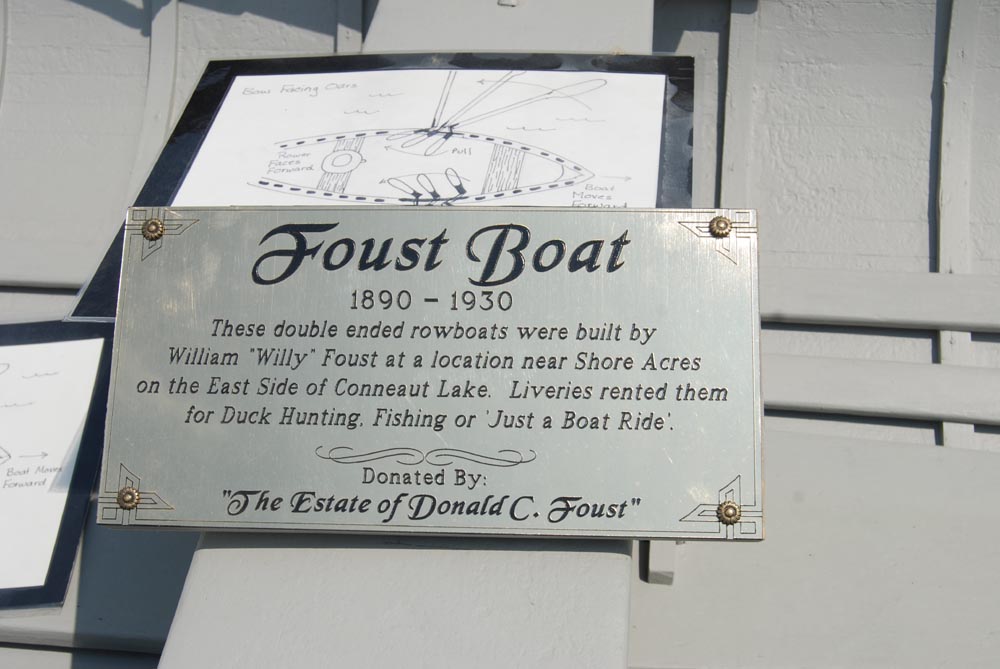 Bow Facing Oars
Rower
Faces
Forward
Pull
Boat
Moves
Forward
Foust Boat
1890 - 1930
These double ended rowboats were built by
William "Willy" Foust at a location near Shore Acres
on the East Side of Conneaut Lake. Liveries rented them
for Duck Hunting, Fishing or 'Just a Boat Ride'.
Donated By:
"The Estate of Donald C. Foust"
Boat Moves
Forward